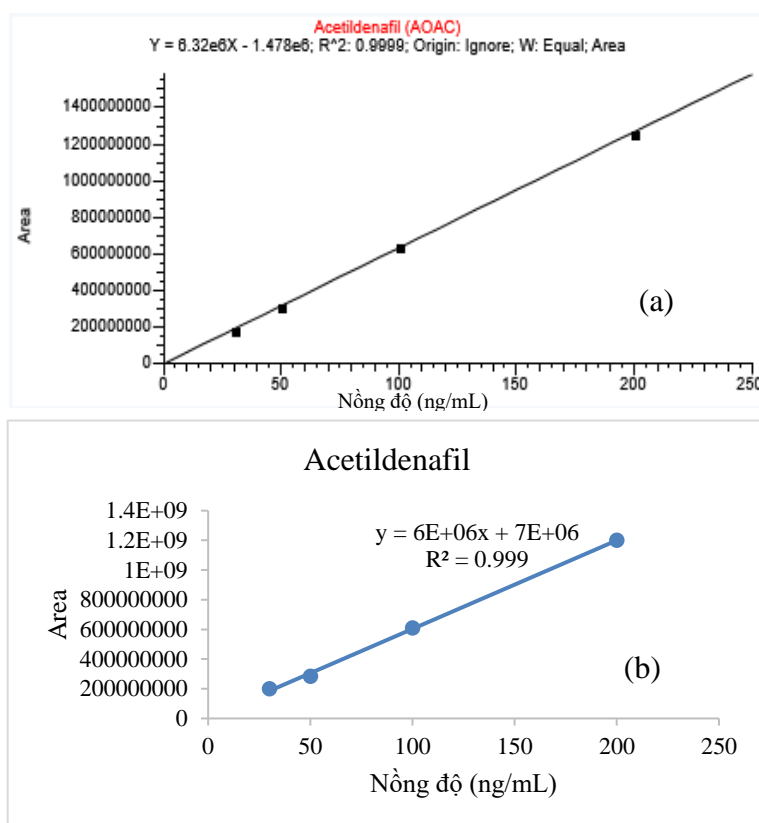 Acetildenafil (AOAC)
Y = 6.32e6X - 1.478e6; R^2: 0.9999; Origin: Ignore; W: Equal; Area
1400000000
1200000000
1000000000
800000000
600000000
400000000
200000000
0
Area
0 50 100 150 200 250
Nồng độ (ng/mL)
(a)
Acetildenafil
y = 6E+06x + 7E+06
R² = 0.999
1.4E+09
1.2E+09
1E+09
800000000
600000000
400000000
200000000
0
Area
(b)
0 50 100 150 200 250
Nồng độ (ng/mL)